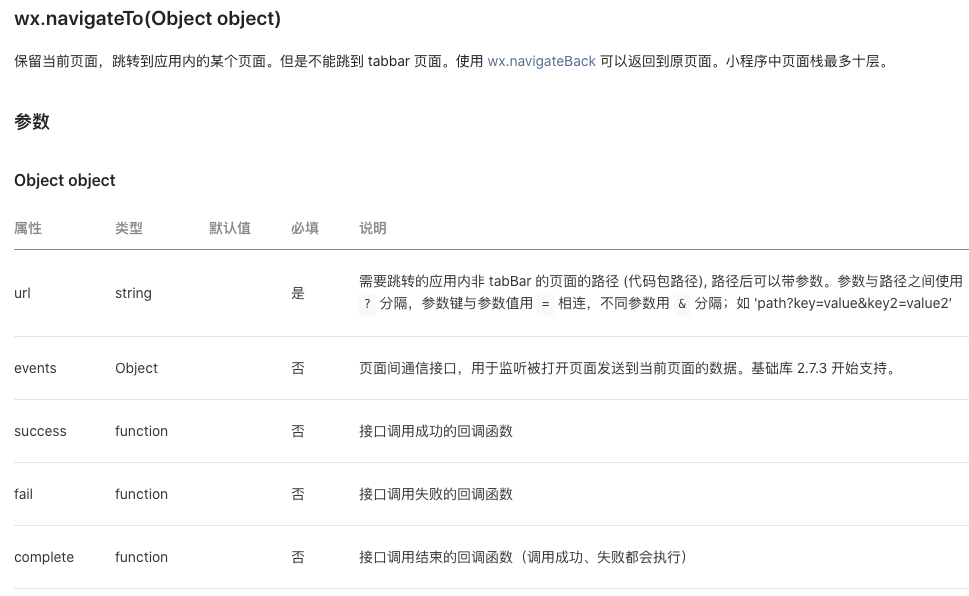 wx.navigateTo(Object object)
保留当前页面，跳转到应用内的某个页面。但是不能跳到 tabbar 页面。使用 wx.navigateBack 可以返回到原页面。小程序中页面栈最多十层。
参数
Object object
属性 类型 默认值 必填 说明
url string 是 需要跳转的应用内非 tabBar 的页面的路径 (代码包路径), 路径后可以带参数。参数与路径之间使用
? 分隔，参数键与参数值用 = 相连，不同参数用 & 分隔；如 'path?key=value&key2=value2'
events Object 否 页面间通信接口，用于监听被打开页面发送到当前页面的数据。基础库 2.7.3 开始支持。
success function 否 接口调用成功的回调函数
fail function 否 接口调用失败的回调函数
complete function 否 接口调用结束的回调函数（调用成功、失败都会执行）